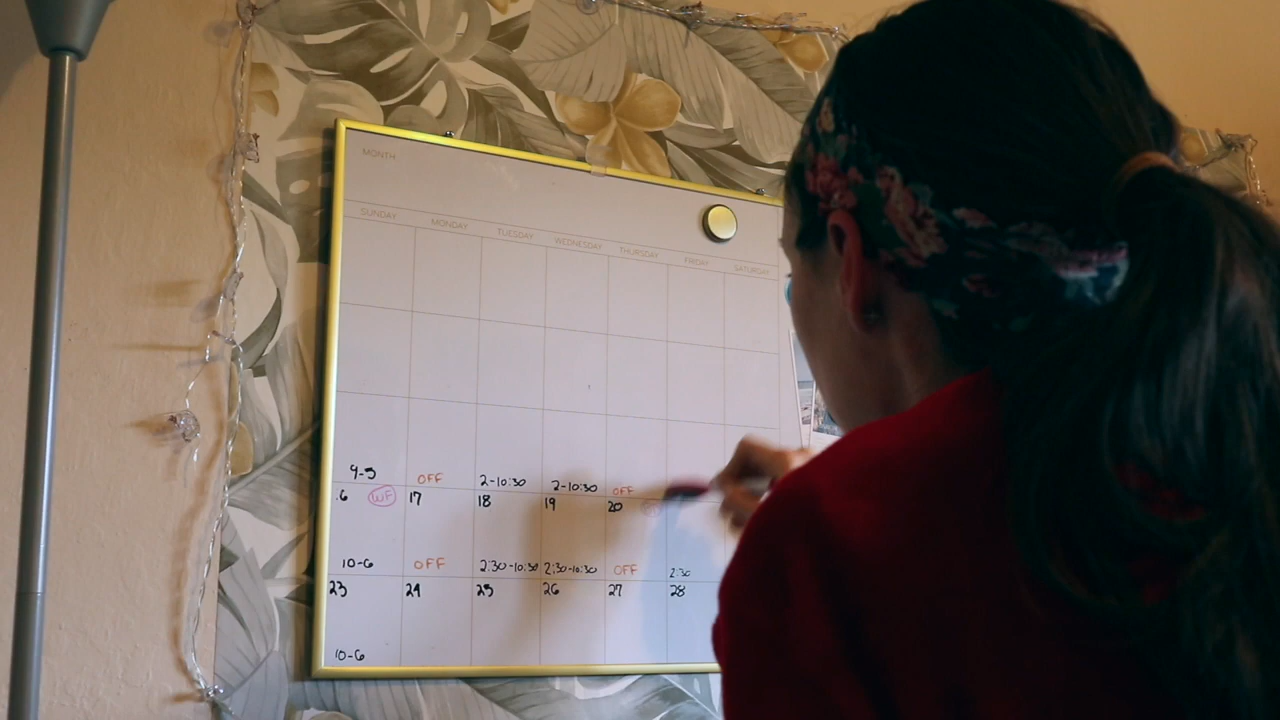 MONTH
SUNDAY MONDAY TUESDAY WEDNESDAY THURSDAY FRIDAY SATURDAY
9-5 OFF 2-10:30 2-10:30 OFF
6 WF 17 18 19 20
10-6 OFF 2:30-10:30 2:30-10:30 OFF 2:30
23 24 25 26 27 28
10-6